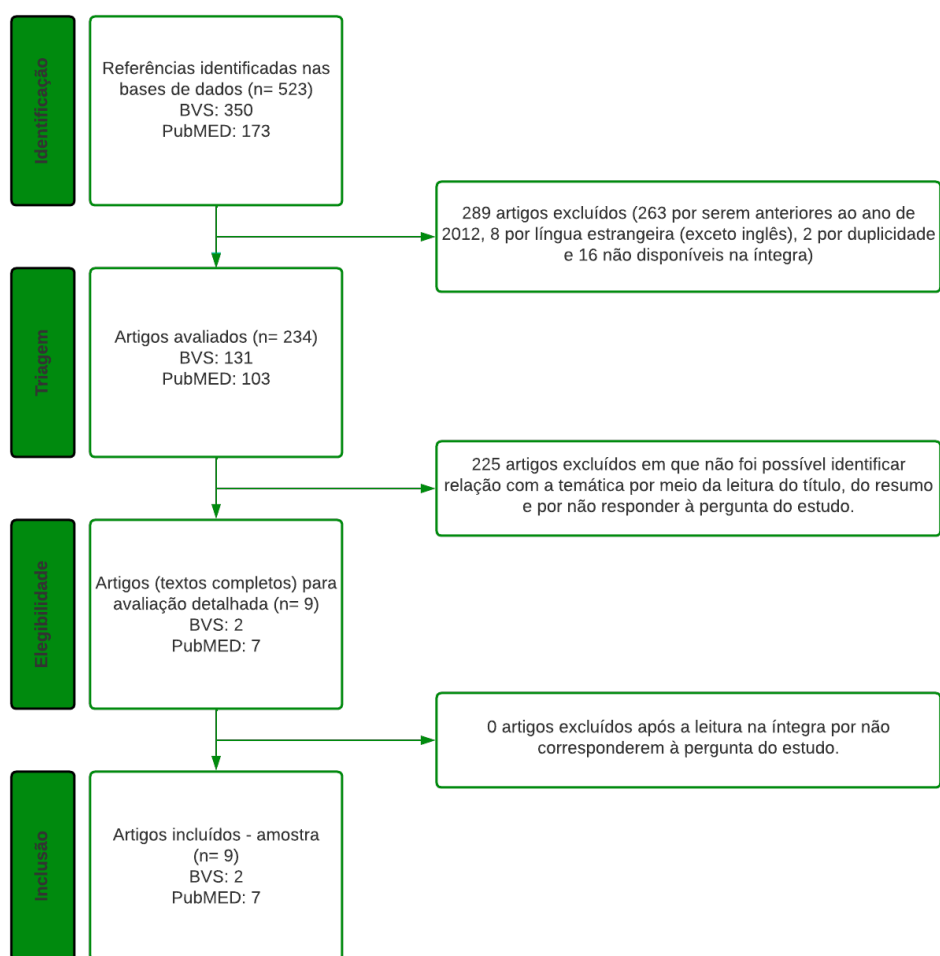 Identificação
Referências identificadas nas
bases de dados (n= 523)
BVS: 350
PubMED: 173
289 artigos excluídos (263 por serem anteriores ao ano de
2012, 8 por língua estrangeira (exceto inglês), 2 por duplicidade
e 16 não disponíveis na íntegra)
Triagem
Artigos avaliados (n= 234)
BVS: 131
PubMED: 103
225 artigos excluídos em que não foi possível identificar
relação com a temática por meio da leitura do título, do resumo
e por não responder à pergunta do estudo.
Elegibilidade
Artigos (textos completos) para
avaliação detalhada (n= 9)
BVS: 2
PubMED: 7
0 artigos excluídos após a leitura na íntegra por não
corresponderem à pergunta do estudo.
Inclusão
Artigos incluídos - amostra
(n= 9)
BVS: 2
PubMED: 7